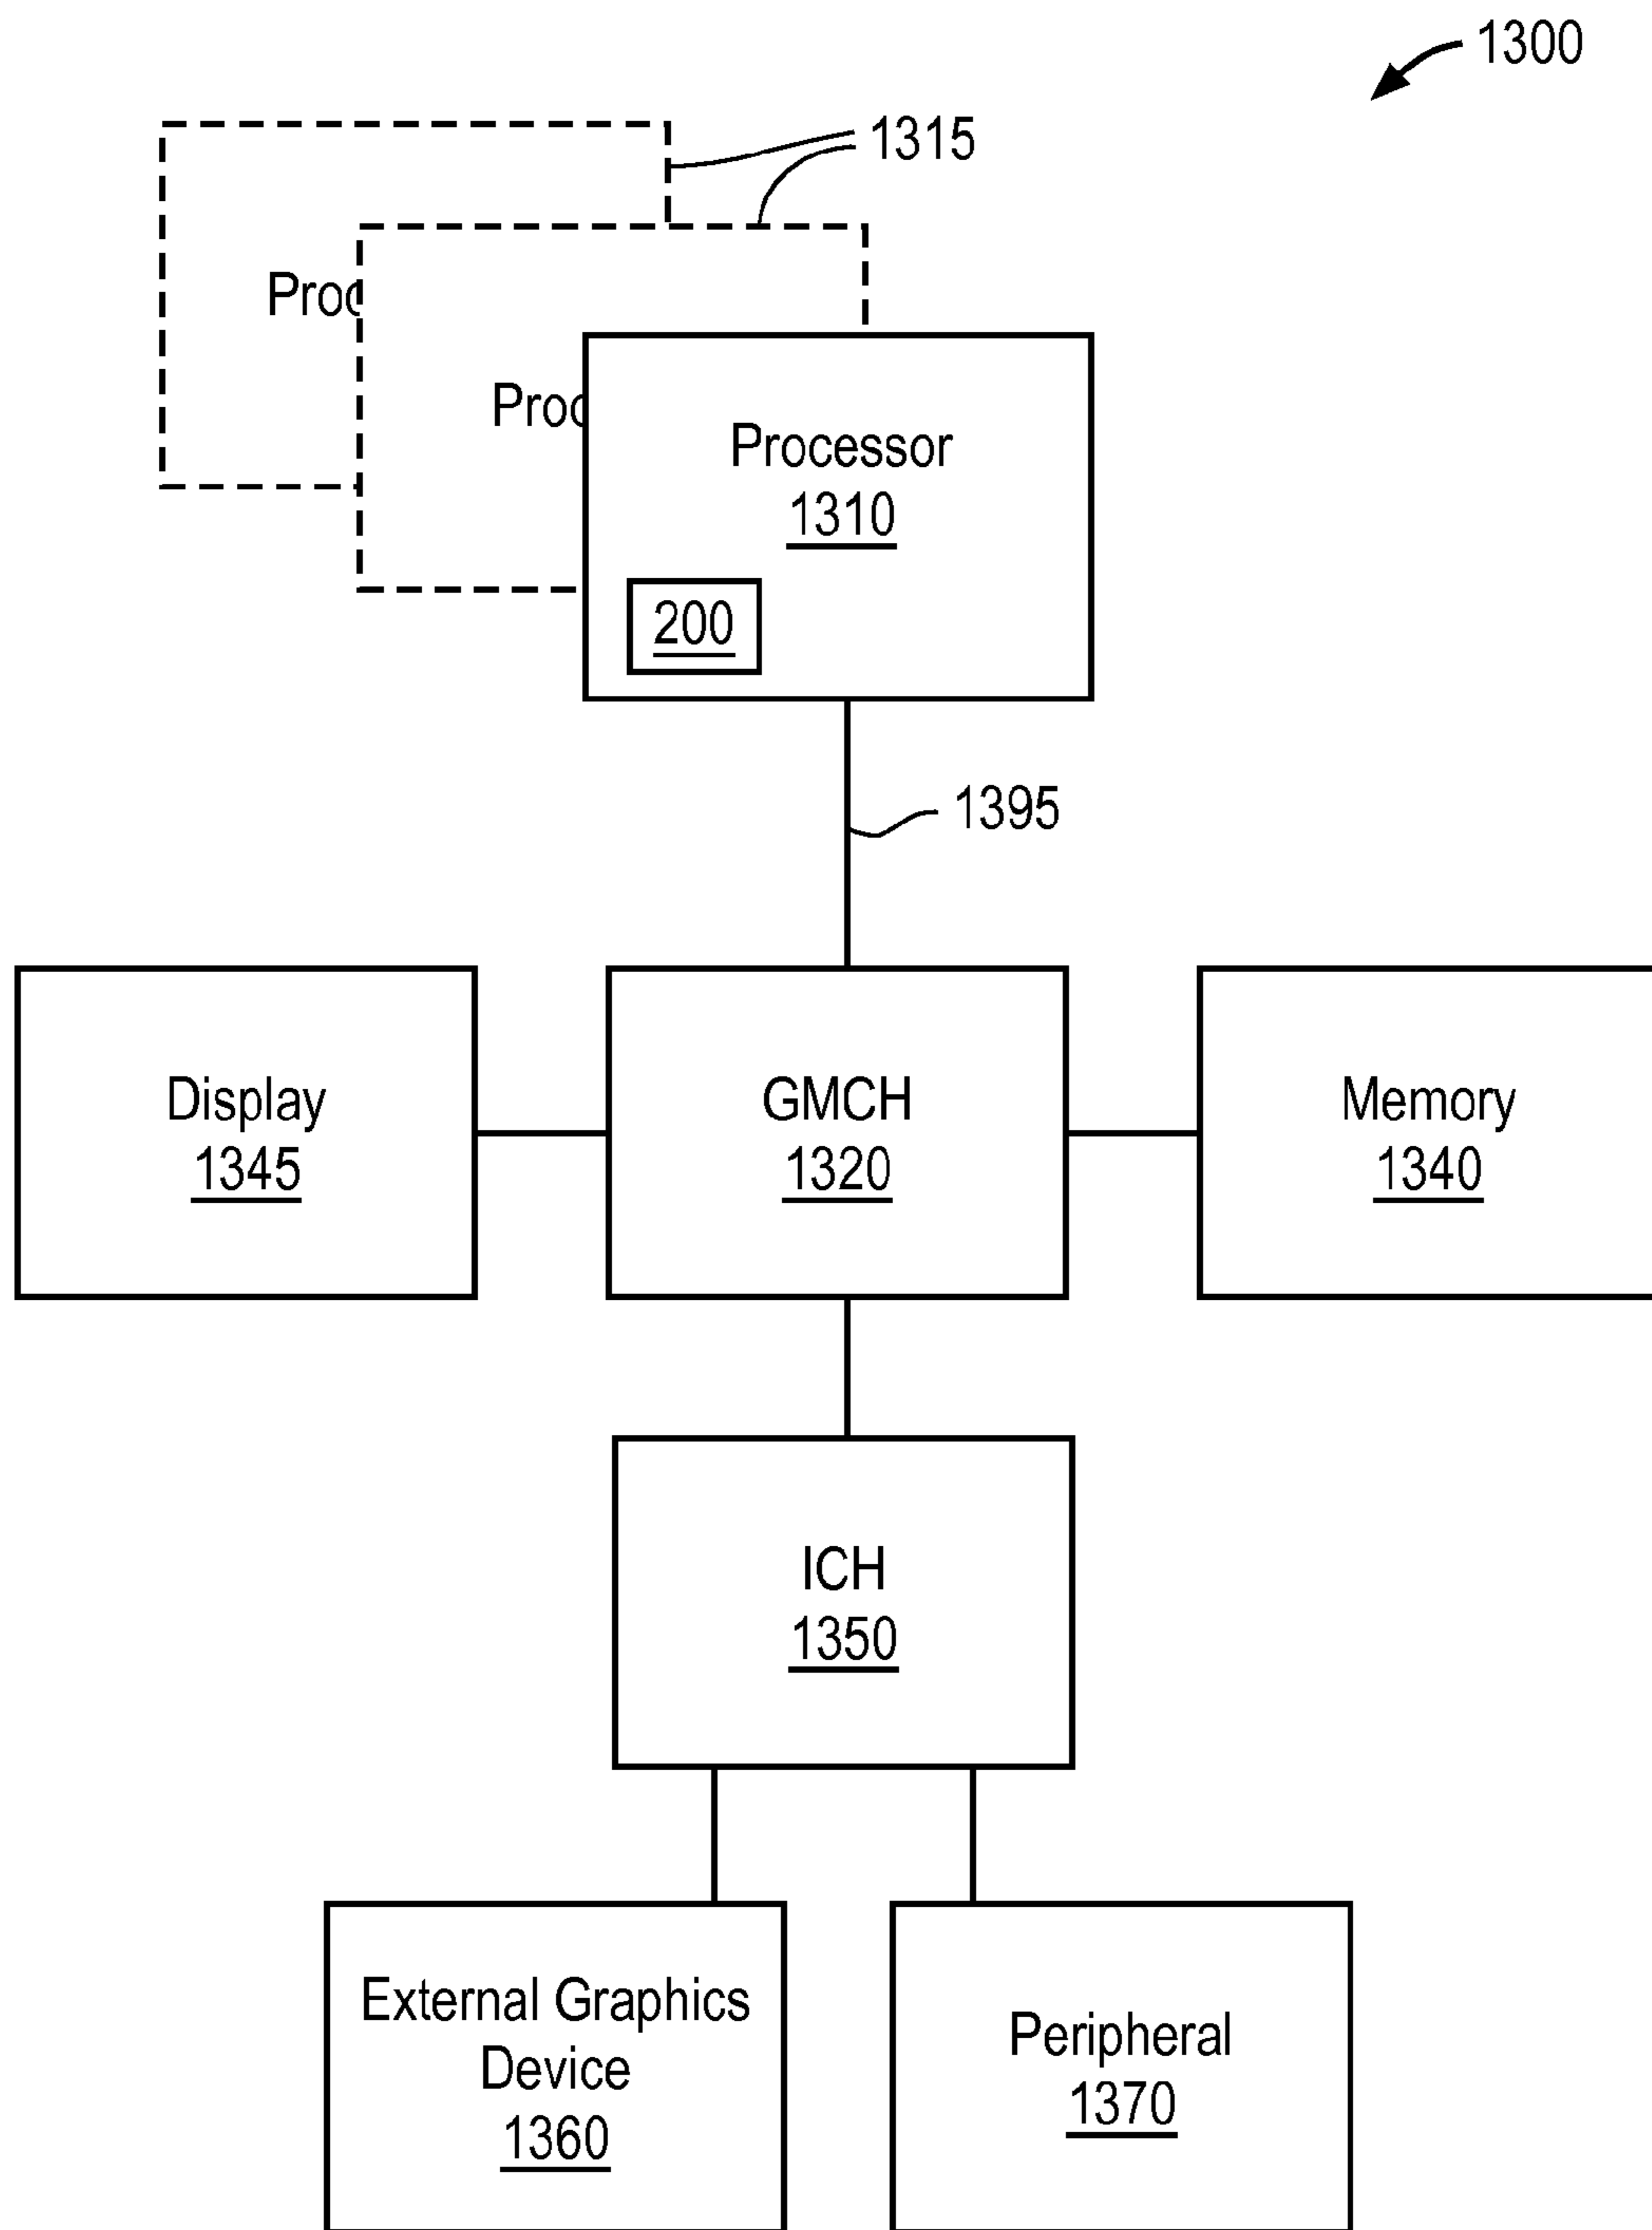 1300
1315
Proc
Proc
Processor
1310
200
1395
Display
1345
GMCH
1320
Memory
1340
ICH
1350
External Graphics
Device
1360
Peripheral
1370